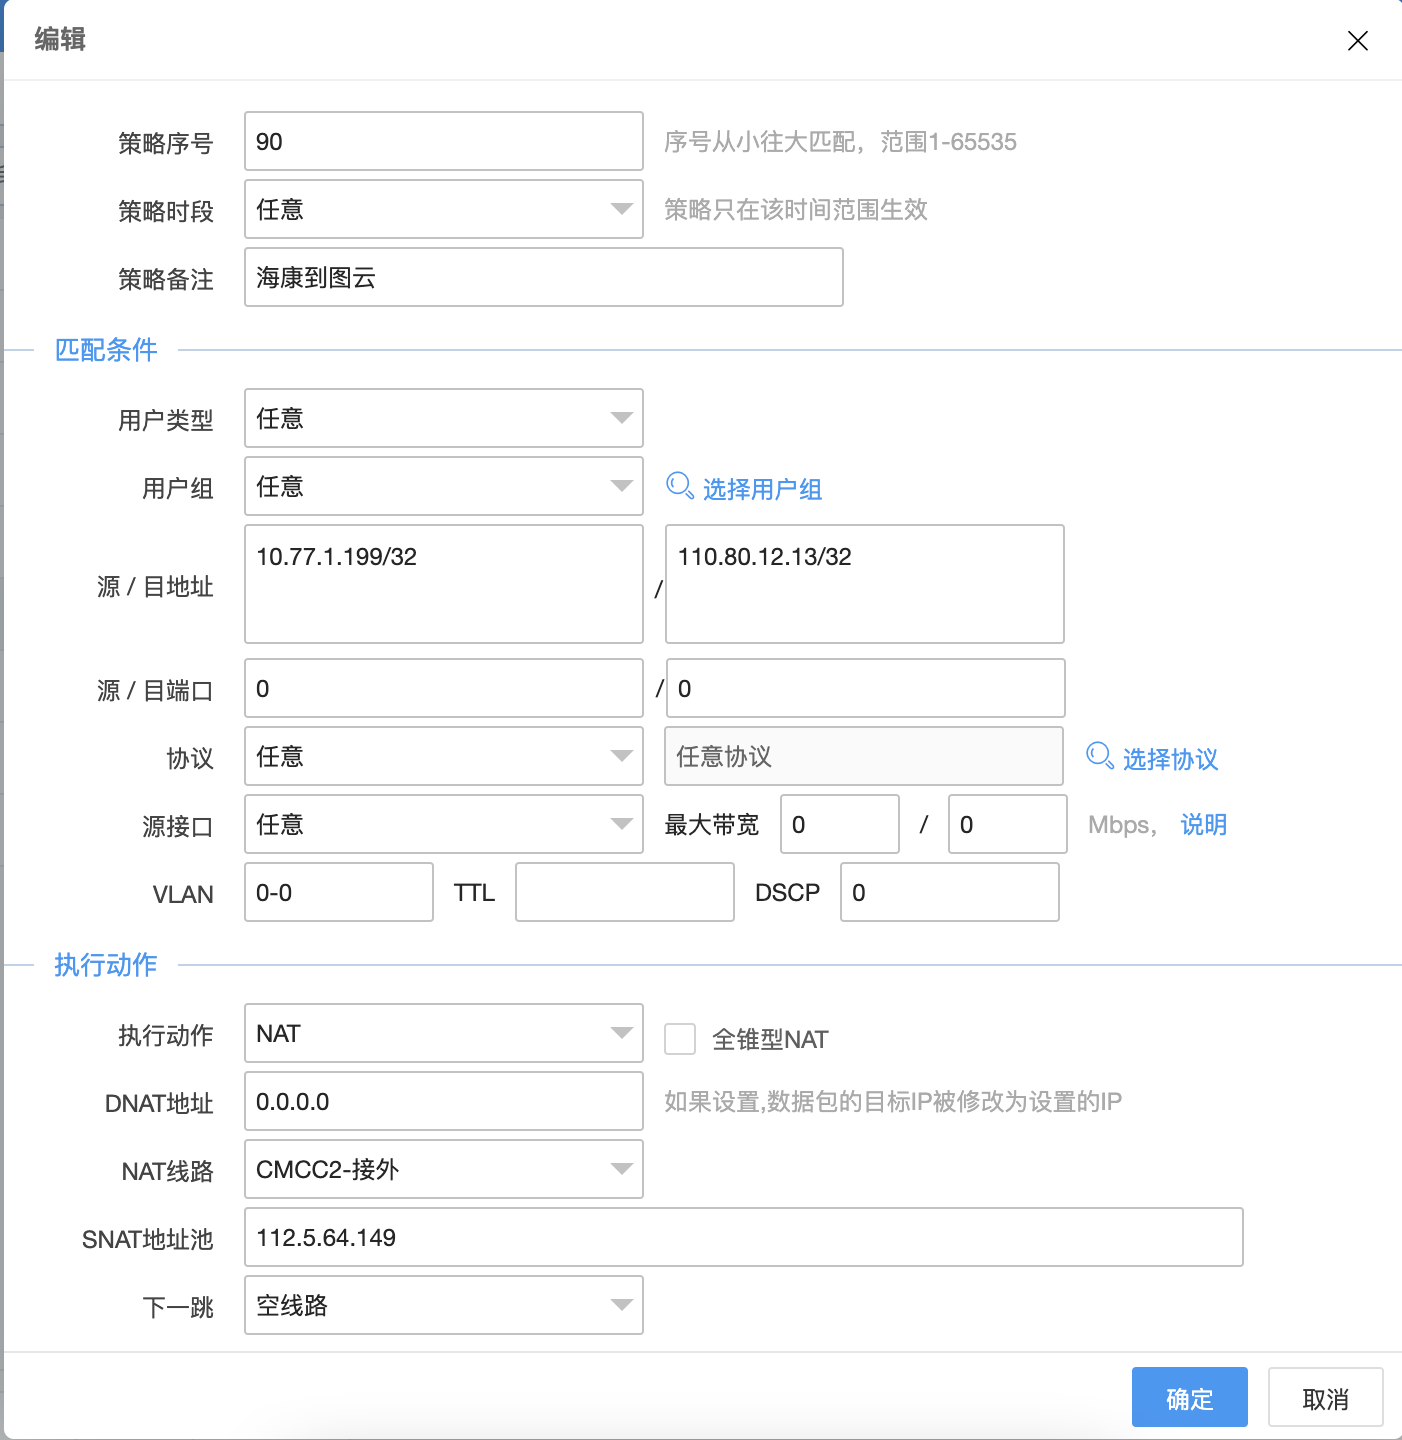 编辑
策略序号 90 序号从小往大匹配，范围1-65535
策略时段 任意 策略只在该时间范围生效
策略备注 海康到图云
匹配条件
用户类型 任意
用户组 任意 选择用户组
源 / 目地址 10.77.1.199/32 / 110.80.12.13/32
源 / 目端口 0 / 0
协议 任意 任意协议 选择协议
源接口 任意 最大带宽 0 / 0 Mbps， 说明
VLAN 0-0 TTL DSCP 0
执行动作
执行动作 NAT 全锥型NAT
DNAT地址 0.0.0.0 如果设置,数据包的目标IP被修改为设置的IP
NAT线路 CMCC2-接外
SNAT地址池 112.5.64.149
下一跳 空线路
确定 取消